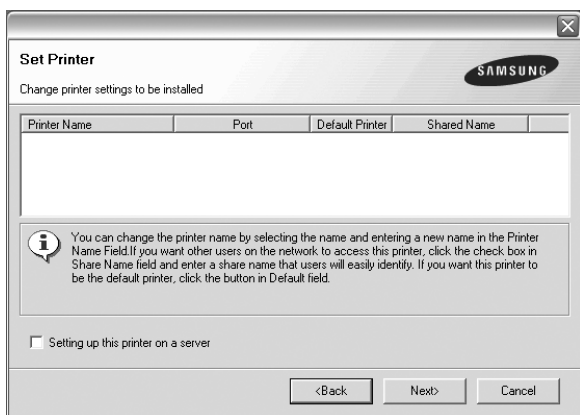 Set Printer
SAMSUNG
Change printer settings to be installed
Printer Name Port Default Printer Shared Name
You can change the printer name by selecting the name and entering a new name in the Printer
Name Field.If you want other users on the network to access this printer, click the check box in
Share Name field and enter a share name that users will easily identify. If you want this printer to
be the default printer, click the button in Default field.
Setting up this printer on a server
<Back Next> Cancel